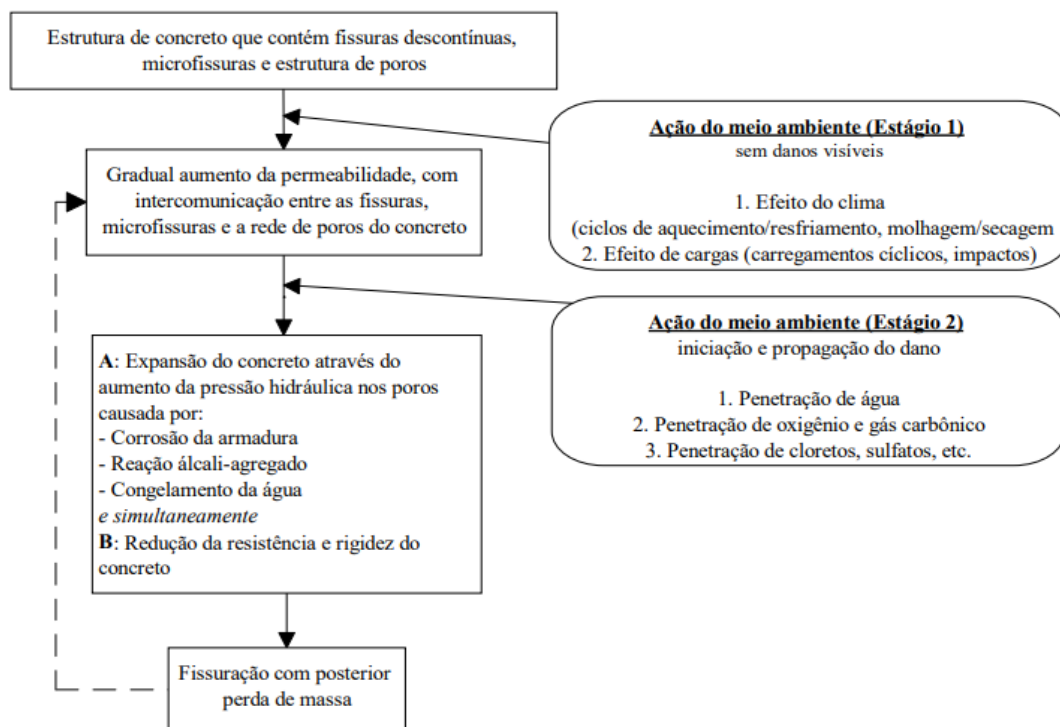 Estrutura de concreto que contém fissuras descontínuas,
microfissuras e estrutura de poros
Ação do meio ambiente (Estágio 1)
sem danos visíveis
1. Efeito do clima
(ciclos de aquecimento/resfriamento, molhagem/secagem
2. Efeito de cargas (carregamentos cíclicos, impactos)
Gradual aumento da permeabilidade, com
intercomunicação entre as fissuras,
microfissuras e a rede de poros do concreto
Ação do meio ambiente (Estágio 2)
iniciação e propagação do dano
1. Penetração de água
2. Penetração de oxigênio e gás carbônico
3. Penetração de cloretos, sulfatos, etc.
A: Expansão do concreto através do
aumento da pressão hidráulica nos poros
causada por:
- Corrosão da armadura
- Reação álcali-agregado
- Congelamento da água
e simultaneamente
B: Redução da resistência e rigidez do
concreto
Fissuração com posterior
perda de massa